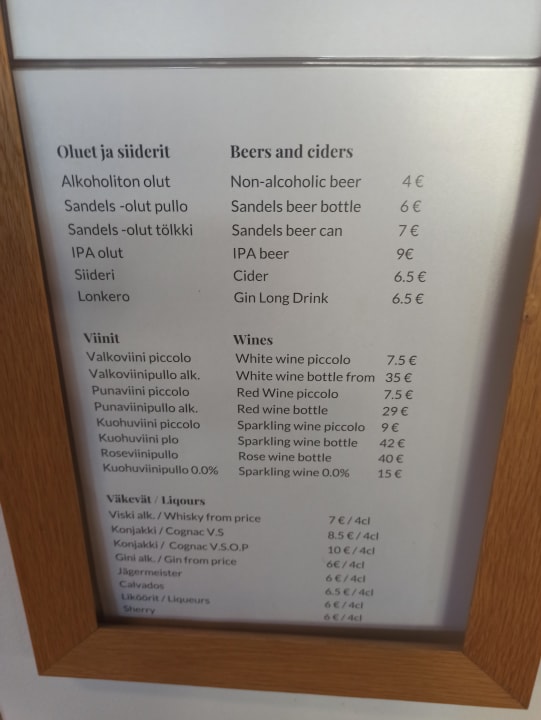 Oluet ja siiderit Beers and ciders
Alkoholiton olut Non-alcoholic beer 4 €
Sandels -olut pullo Sandels beer bottle 6 €
Sandels -olut tölkki Sandels beer can 7 €
IPA olut IPA beer 9€
Siideri Cider 6.5 €
Lonkero Gin Long Drink 6.5 €
Viinit Wines
Valkoviini piccolo White wine piccolo 7.5 €
Valkoviinipullo alk. White wine bottle from 35 €
Punaviini piccolo Red Wine piccolo 7.5 €
Punaviinipullo alk. Red wine bottle 29 €
Kuohuviini piccolo Sparkling wine piccolo 9 €
Kuohuviini plo Sparkling wine bottle 42 €
Roseviinipullo Rose wine bottle 40 €
Kuohuviinipullo 0.0% Sparkling wine 0.0% 15 €
Väkevät / Liqours
Viski alk. / Whisky from price 7 € / 4cl
Konjakki / Cognac V.S 8.5 € / 4cl
Konjakki / Cognac V.S.O.P 10 € / 4cl
Gini alk. / Gin from price 6€ / 4cl
Jägermeister 6 € / 4cl
Calvados 6.5 € / 4cl
Liköörit / Liqueurs 6 € / 4cl
Sherry 6 € / 4cl